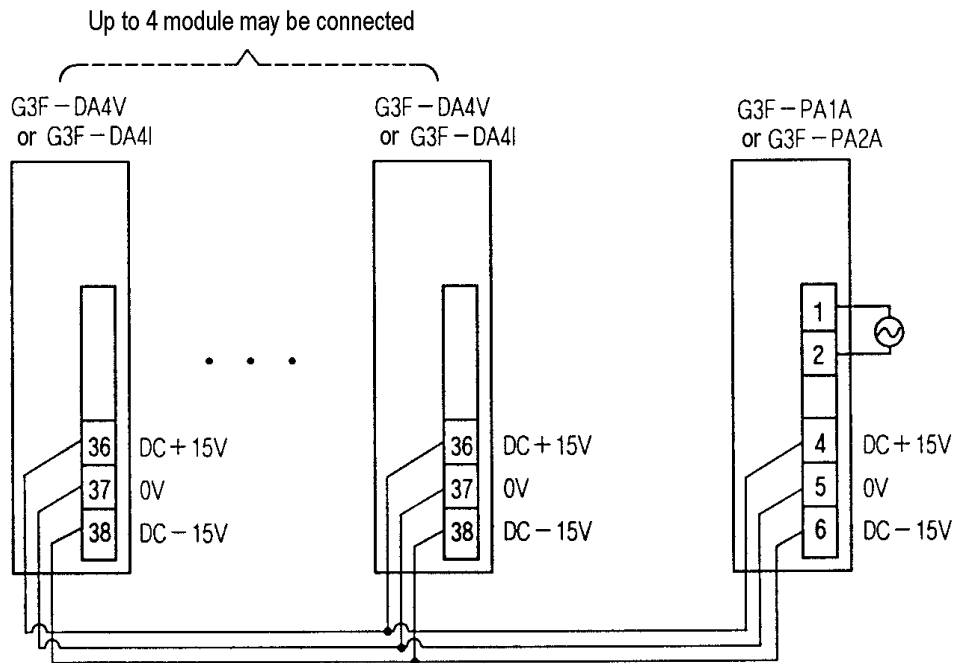 Up to 4 module may be connected
G3F-DA4V
or G3F-DA4I
G3F-DA4V
or G3F-DA4I
G3F-PA1A
or G3F-PA2A
1
2
36 DC+15V
37 0V
38 DC-15V
36 DC+15V
37 0V
38 DC-15V
4 DC+15V
5 0V
6 DC-15V